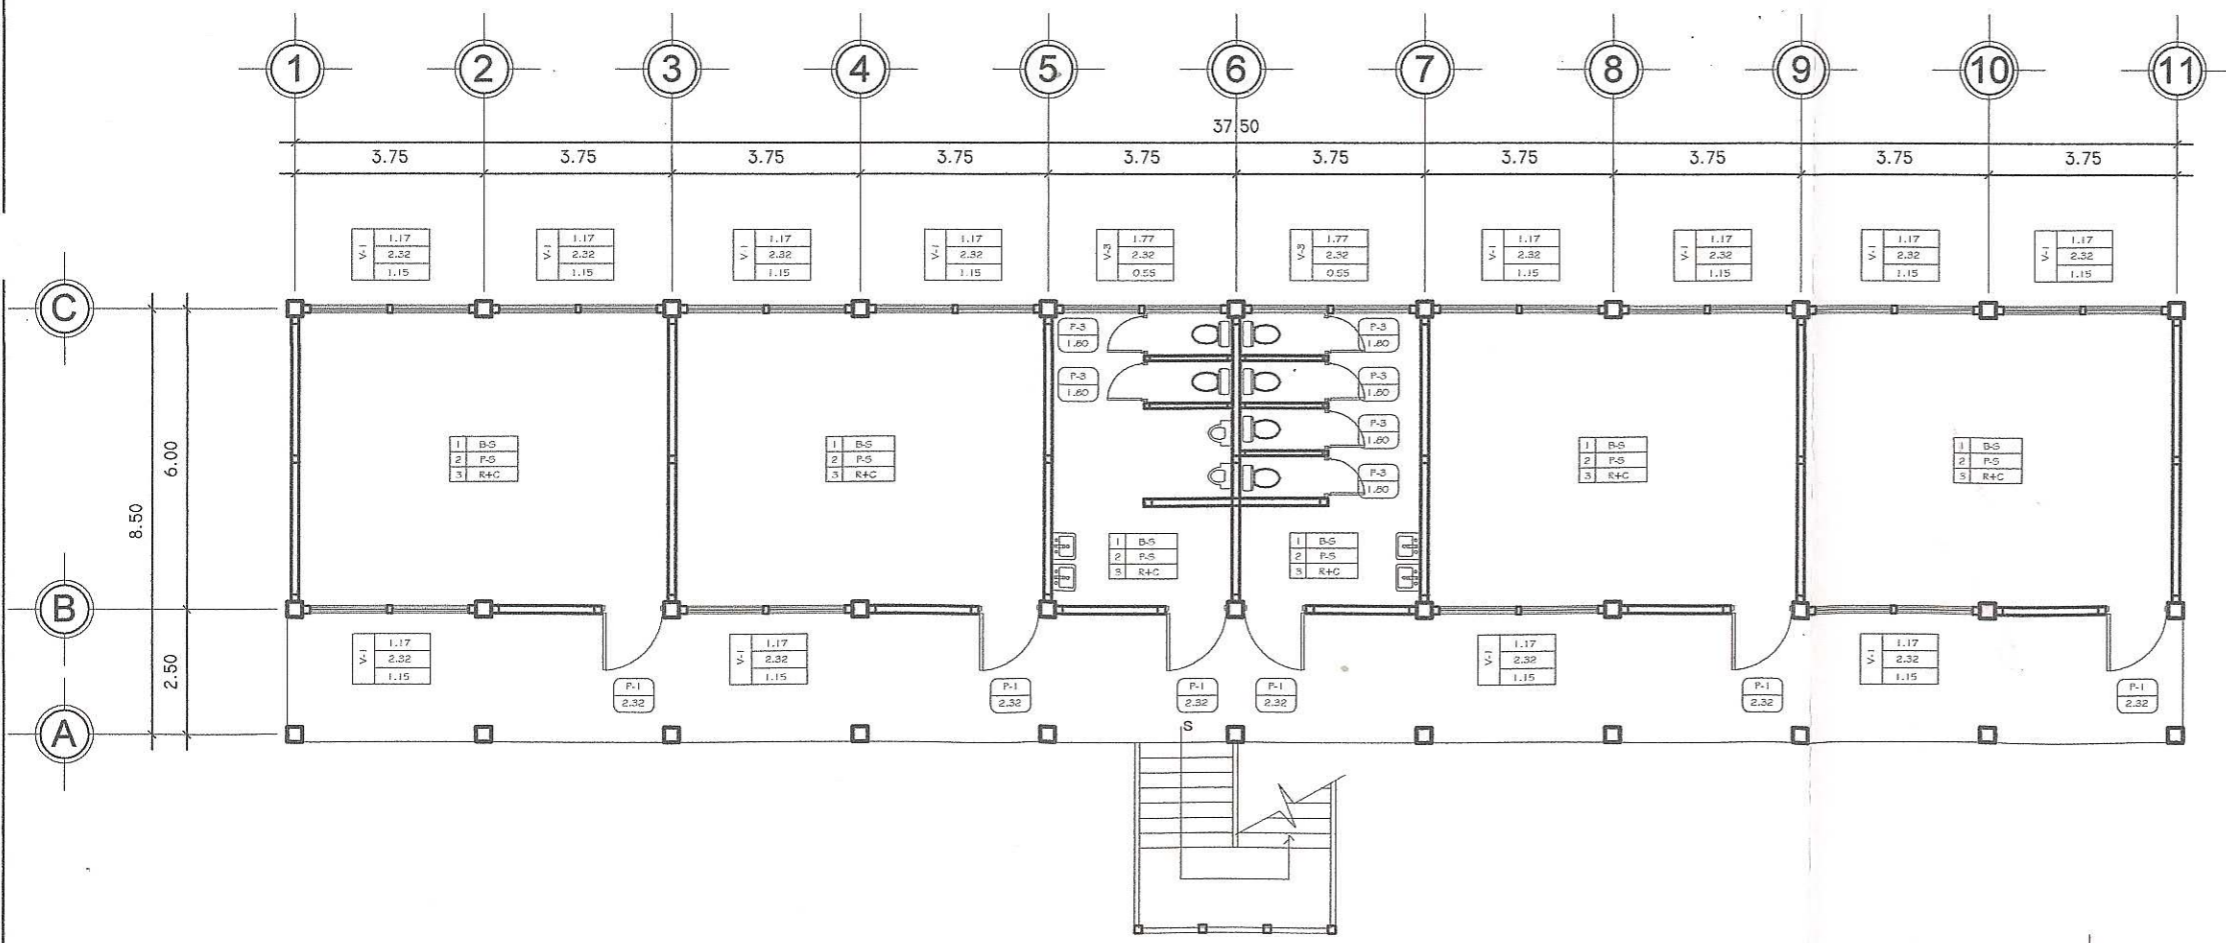 1 2 3 4 5 6 7 8 9 10 11
37.50
3.75 3.75 3.75 3.75 3.75 3.75 3.75 3.75 3.75 3.75
V-1 1.17 2.32 1.15
V-1 1.17 2.32 1.15
V-1 1.17 2.32 1.15
V-1 1.17 2.32 1.15
V-3 1.77 2.32 0.55
V-3 1.77 2.32 0.55
V-1 1.17 2.32 1.15
V-1 1.17 2.32 1.15
V-1 1.17 2.32 1.15
V-1 1.17 2.32 1.15
C
P-3 1.80
P-3 1.80
P-3 1.80
P-3 1.80
P-3 1.80
P-3 1.80
6.00
8.50
1 B-S
2 P-S
3 R+C
1 B-S
2 P-S
3 R+C
1 B-S
2 P-S
3 R+C
1 B-S
2 P-S
3 R+C
1 B-S
2 P-S
3 R+C
1 B-S
2 P-S
3 R+C
B
2.50
V-1 1.17 2.32 1.15
V-1 1.17 2.32 1.15
V-1 1.17 2.32 1.15
V-1 1.17 2.32 1.15
P-1 2.32
P-1 2.32
P-1 2.32
P-1 2.32
P-1 2.32
P-1 2.32
A
S